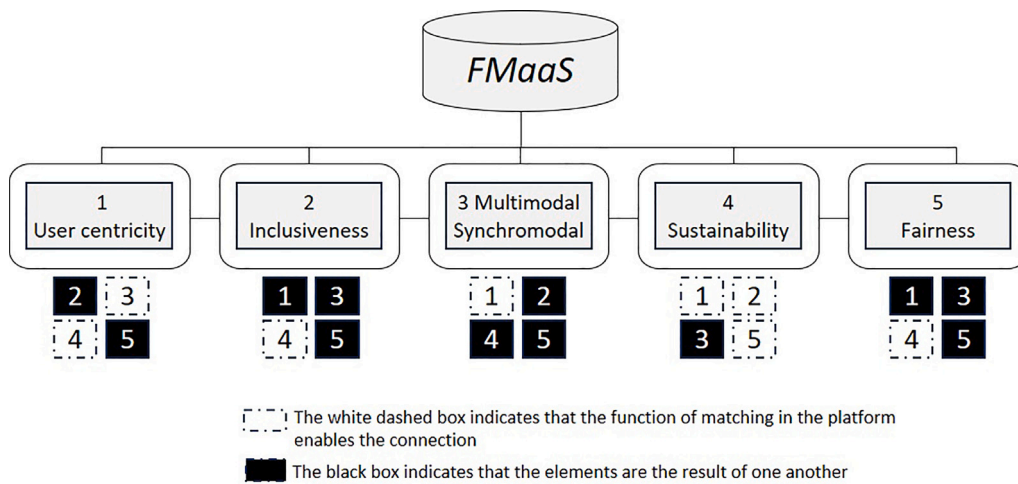 FMaaS
1
User centricity
2
Inclusiveness
3 Multimodal
Synchromodal
4
Sustainability
5
Fairness
2 3
4 5
1 3
4 5
1 2
4 5
1 2
3 5
1 3
4 5
The white dashed box indicates that the function of matching in the platform
enables the connection
The black box indicates that the elements are the result of one another